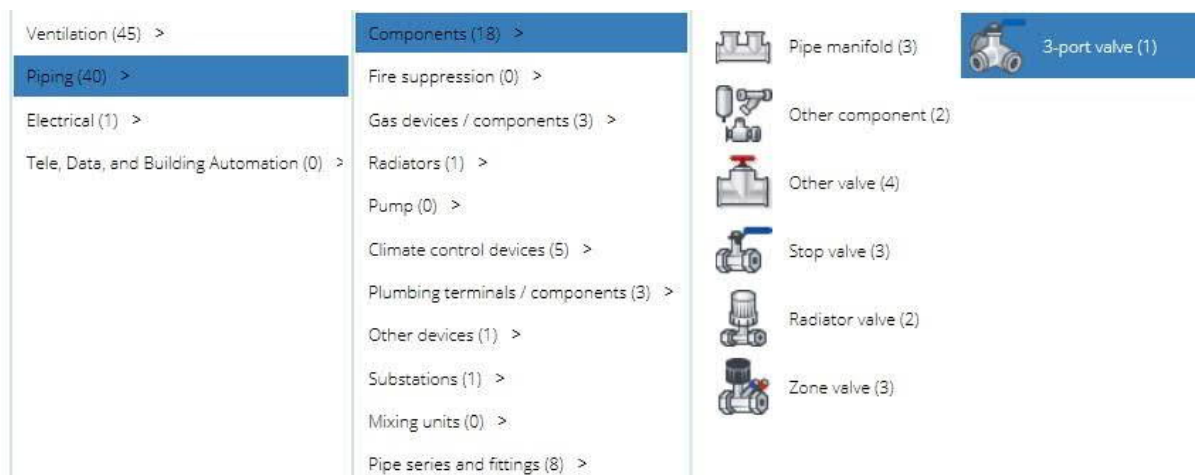 Ventilation (45) >
Piping (40) >
Electrical (1) >
Tele, Data, and Building Automation (0) >
Components (18) >
Fire suppression (0) >
Gas devices / components (3) >
Radiators (1) >
Pump (0) >
Climate control devices (5) >
Plumbing terminals / components (3) >
Other devices (1) >
Substations (1) >
Mixing units (0) >
Pipe series and fittings (8) >
Pipe manifold (3)
Other component (2)
Other valve (4)
Stop valve (3)
Radiator valve (2)
Zone valve (3)
3-port valve (1)